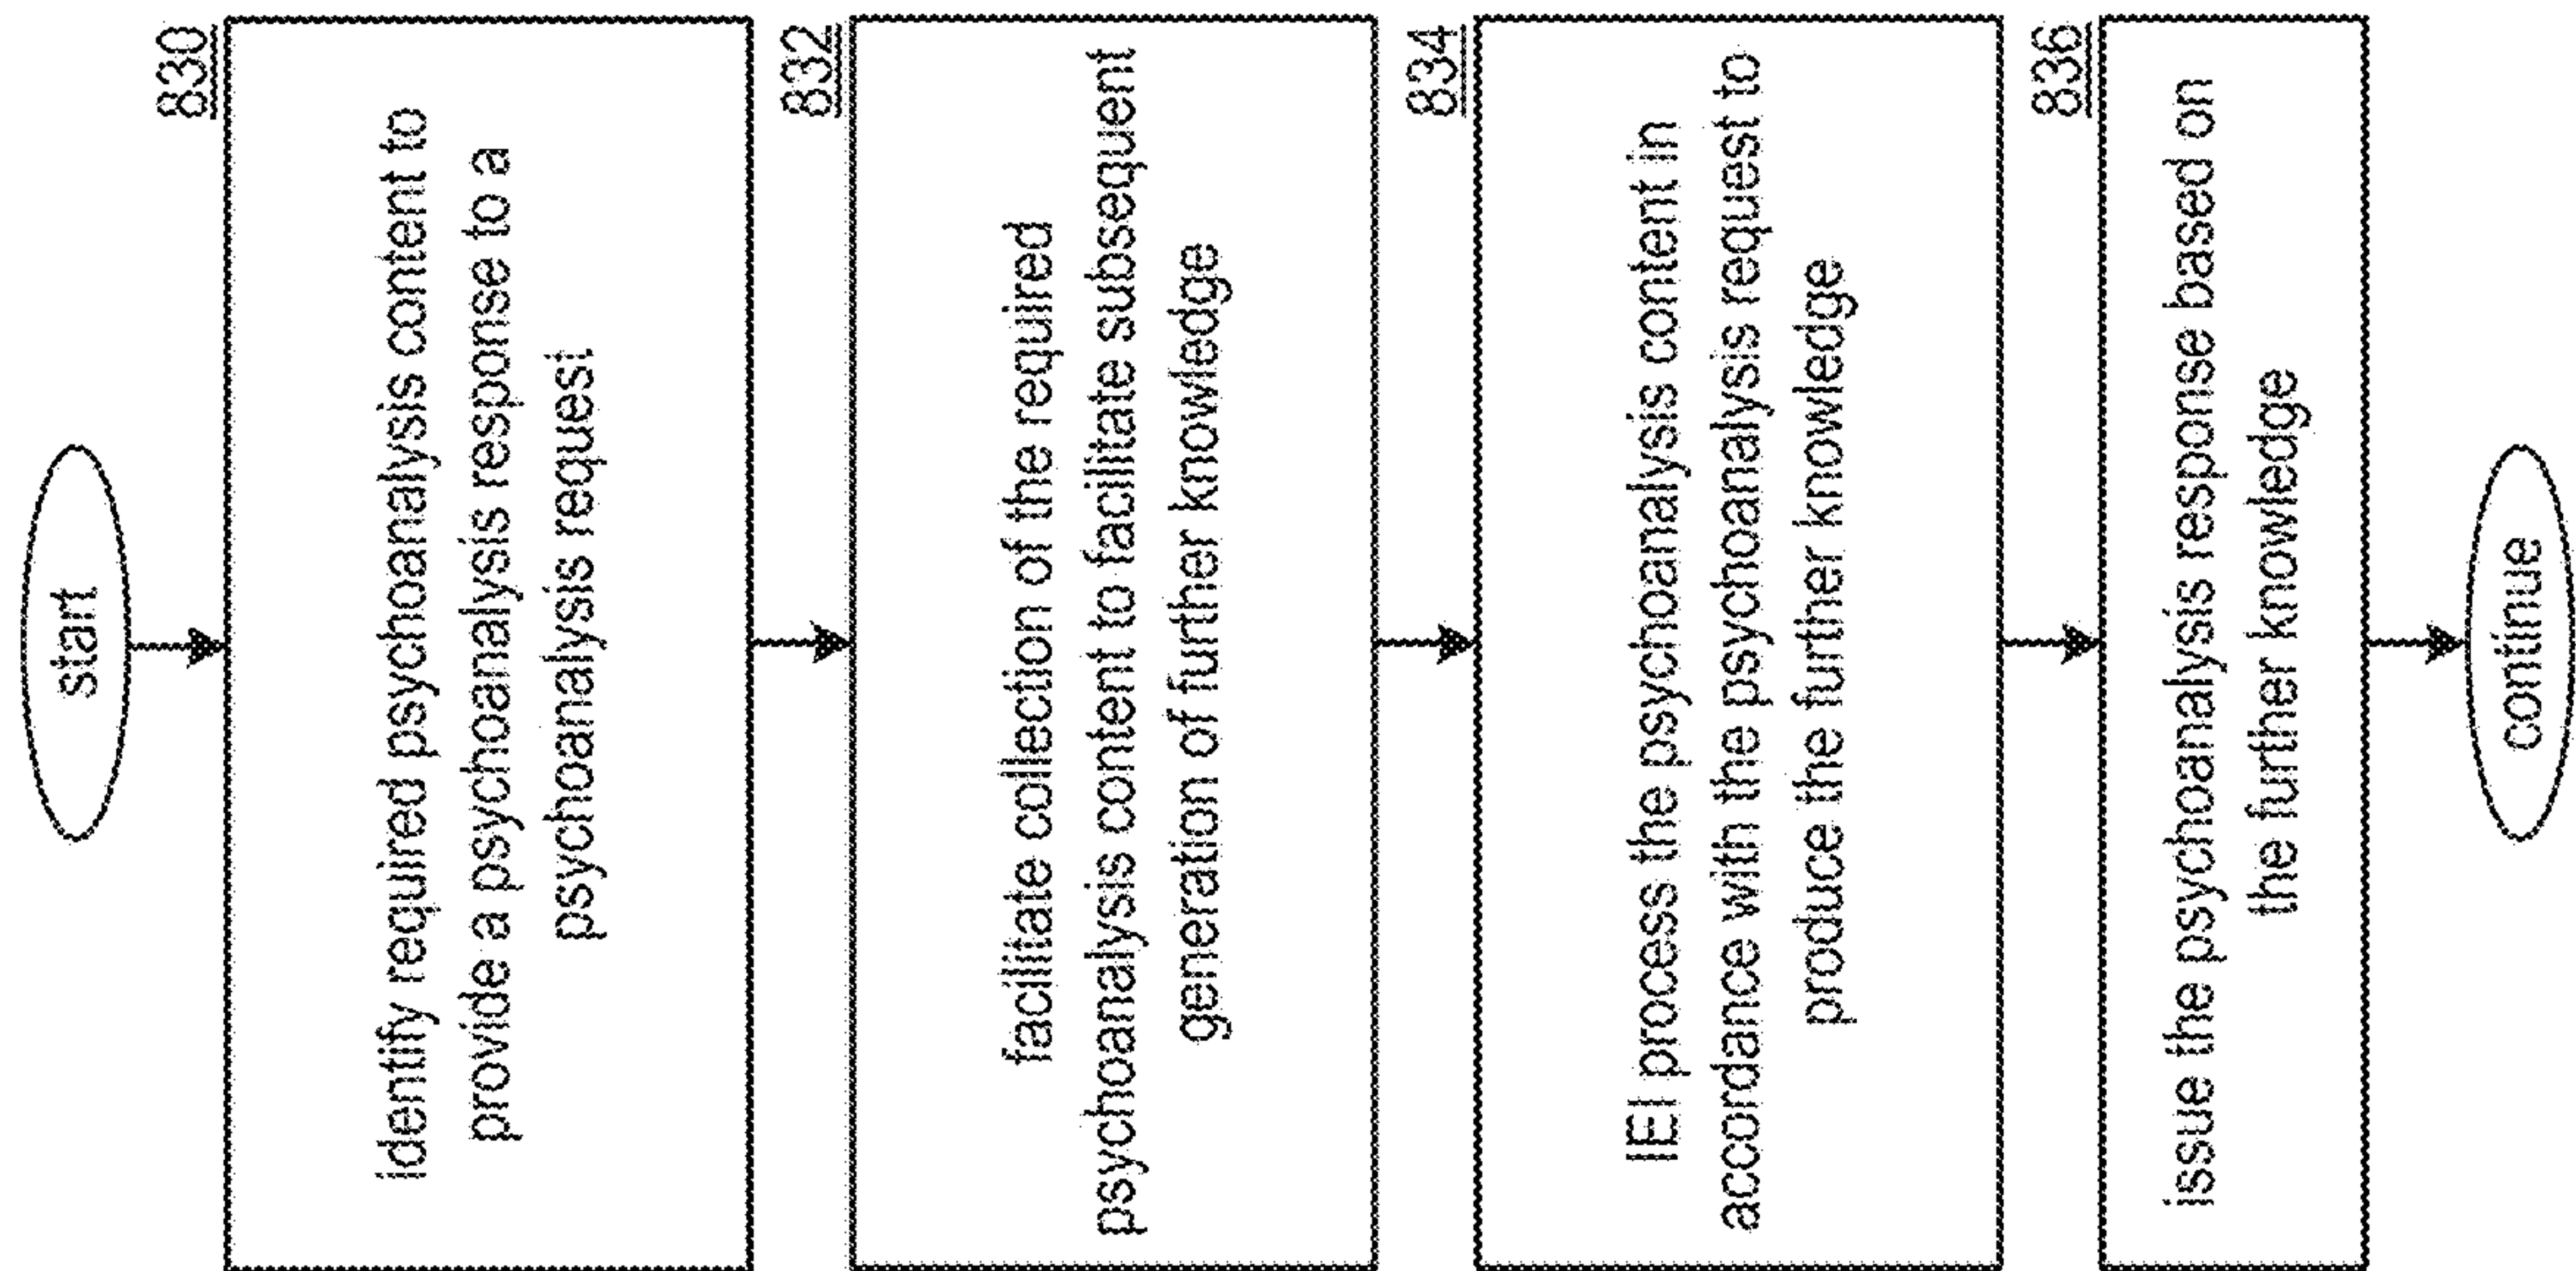 start
830
identify required psychoanalysis content to
provide a psychoanalysis response to a
psychoanalysis request
832
facilitate collection of the required
psychoanalysis content to facilitate subsequent
generation of further knowledge
834
IEI process the psychoanalysis content in
accordance with the psychoanalysis request to
produce the further knowledge
836
issue the psychoanalysis response based on
the further knowledge
continue